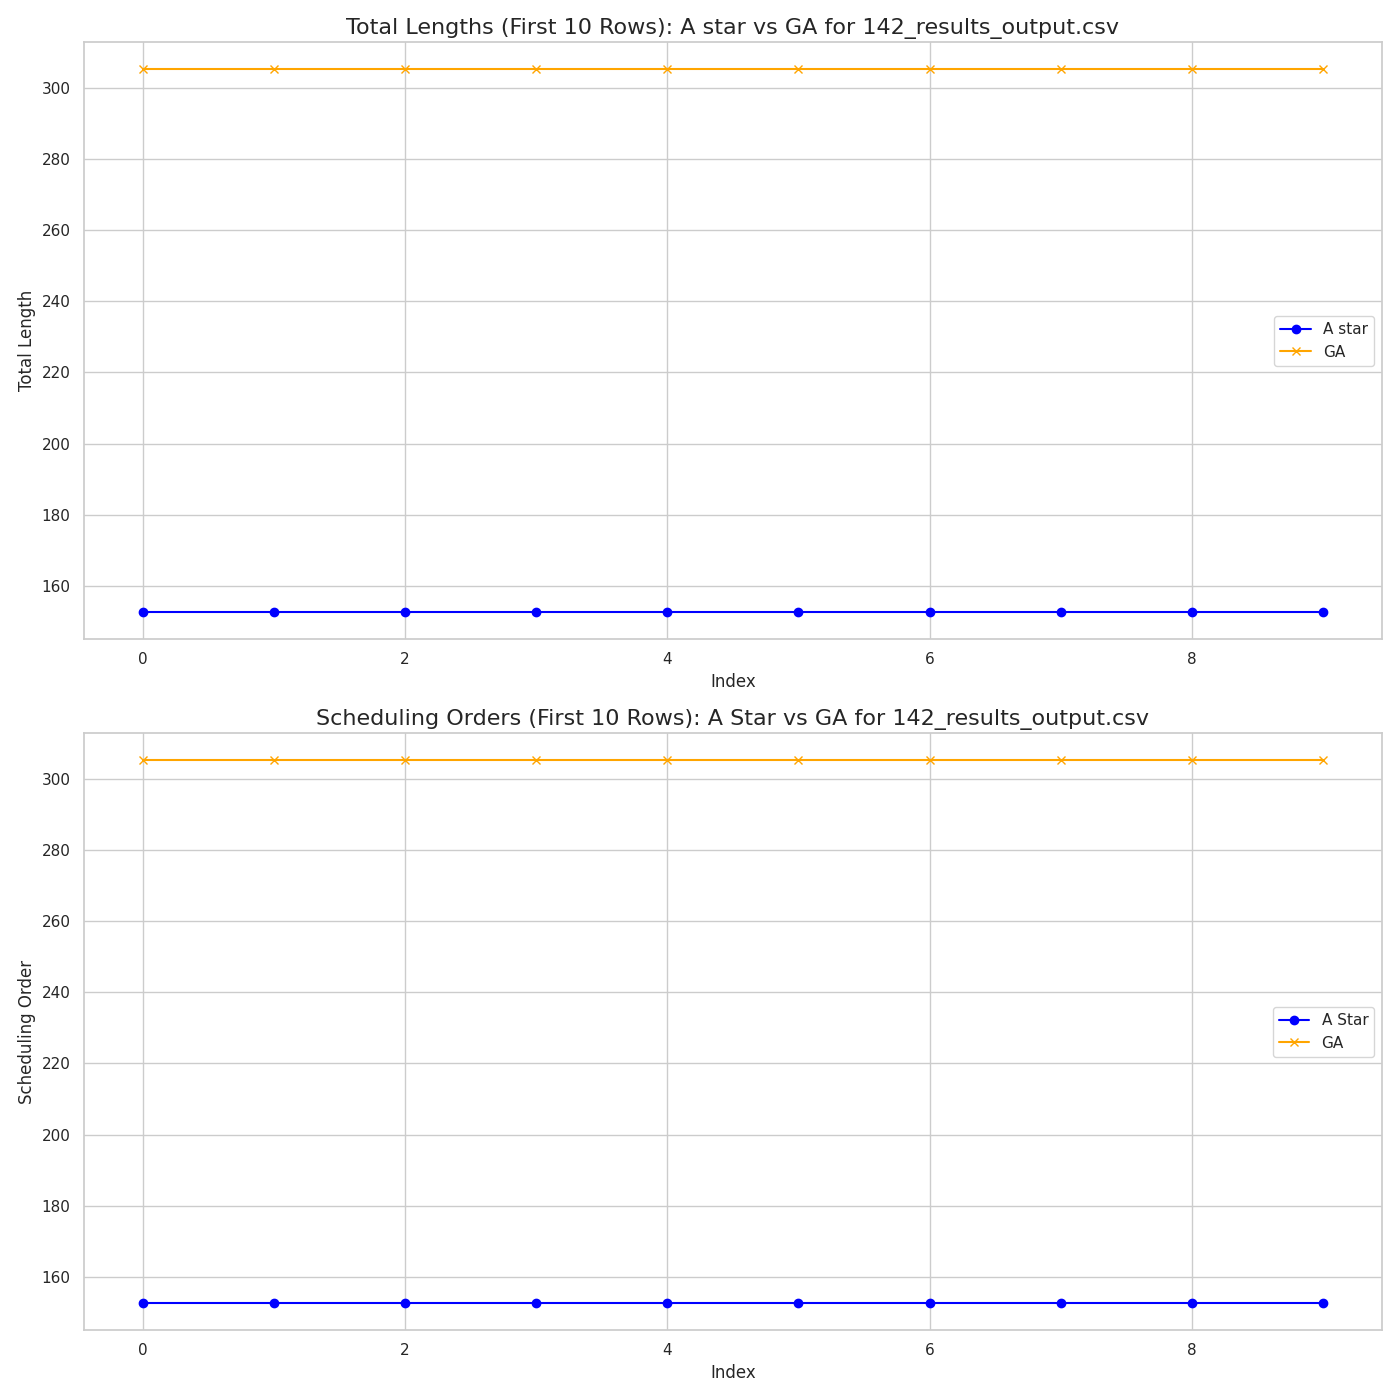 Total Lengths (First 10 Rows): A star vs GA for 142_results_output.csv
300
280
260
240
220
200
180
160
Total Length
A star
GA
0 2 4 6 8
Index
Scheduling Orders (First 10 Rows): A Star vs GA for 142_results_output.csv
300
280
260
240
220
200
180
160
Scheduling Order
A Star
GA
0 2 4 6 8
Index